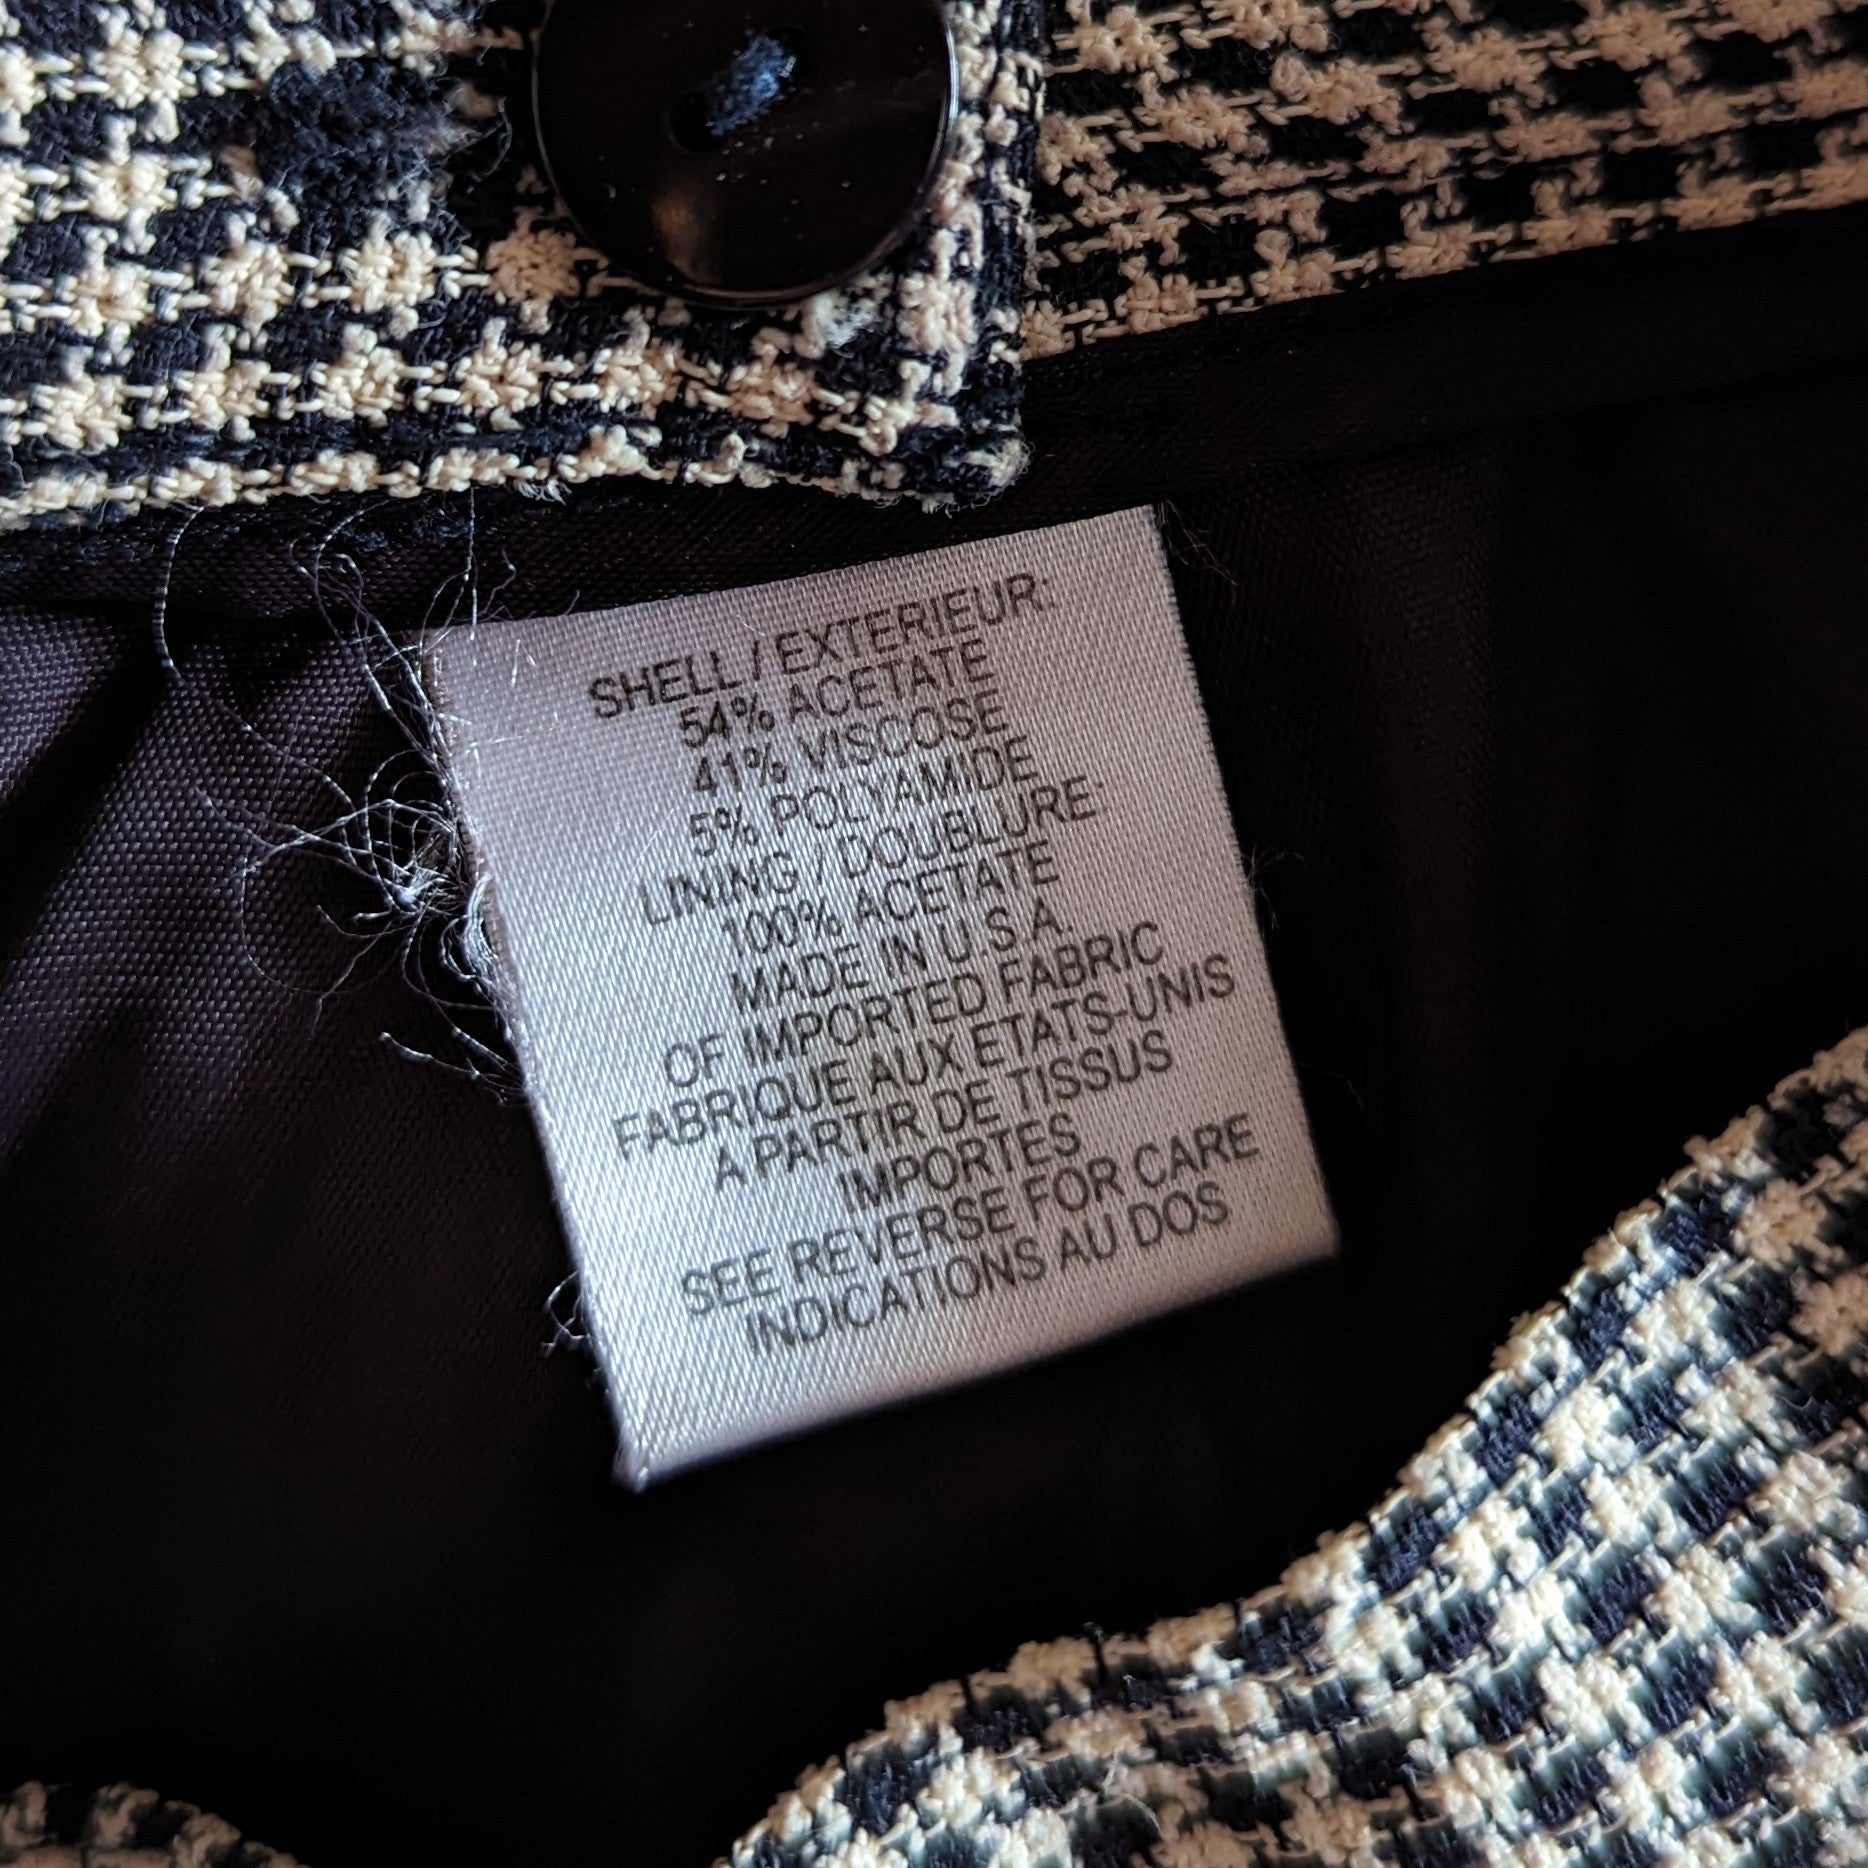 SHELL / EXTERIEUR:
54% ACETATE
41% VISCOSE
5% POLYAMIDE
LINING / DOUBLURE:
100% ACETATE
MADE IN U.S.A.
OF IMPORTED FABRIC
FABRIQUE AUX ETATS-UNIS
A PARTIR DE TISSUS
IMPORTES
SEE REVERSE FOR CARE
INDICATIONS AU DOS